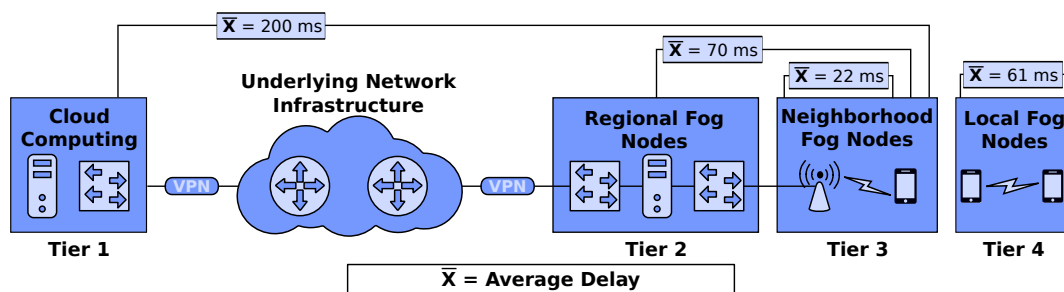 X̅ = 200 ms
X̅ = 70 ms
X̅ = 22 ms
X̅ = 61 ms
Underlying Network
Infrastructure
Cloud
Computing
Regional Fog
Nodes
Neighborhood
Fog Nodes
Local Fog
Nodes
VPN
VPN
Tier 1
Tier 2
Tier 3
Tier 4
X̅ = Average Delay